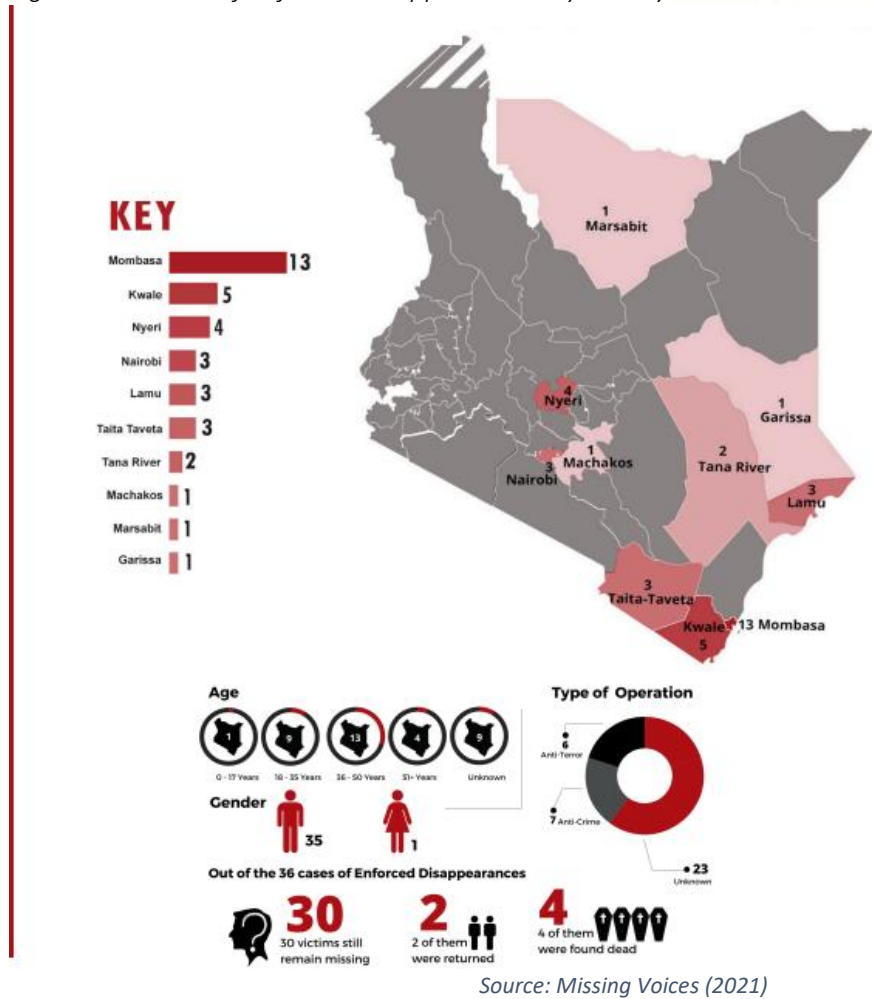 KEY
Mombasa 13
Kwale 5
Nyeri 4
Nairobi 3
Lamu 3
Taita Taveta 3
Tana River 2
Machakos 1
Marsabit 1
Garissa 1
1
Marsabit
4
Nyeri
1
Garissa
1
Machakos
2
Tana River
3
Nairobi
3
Lamu
3
Taita-Taveta
Kwale
5
13 Mombasa
Age
1
9
13
4
9
0 - 17 Years
18 - 35 Years
36 - 50 Years
51+ Years
Unknown
Gender
35
1
Type of Operation
6
Anti-Terror
7 Anti-Crime
23
Unknown
Out of the 36 cases of Enforced Disappearances
30
30 victims still
remain missing
2
2 of them
were returned
4
4 of them
were found dead
Source: Missing Voices (2021)